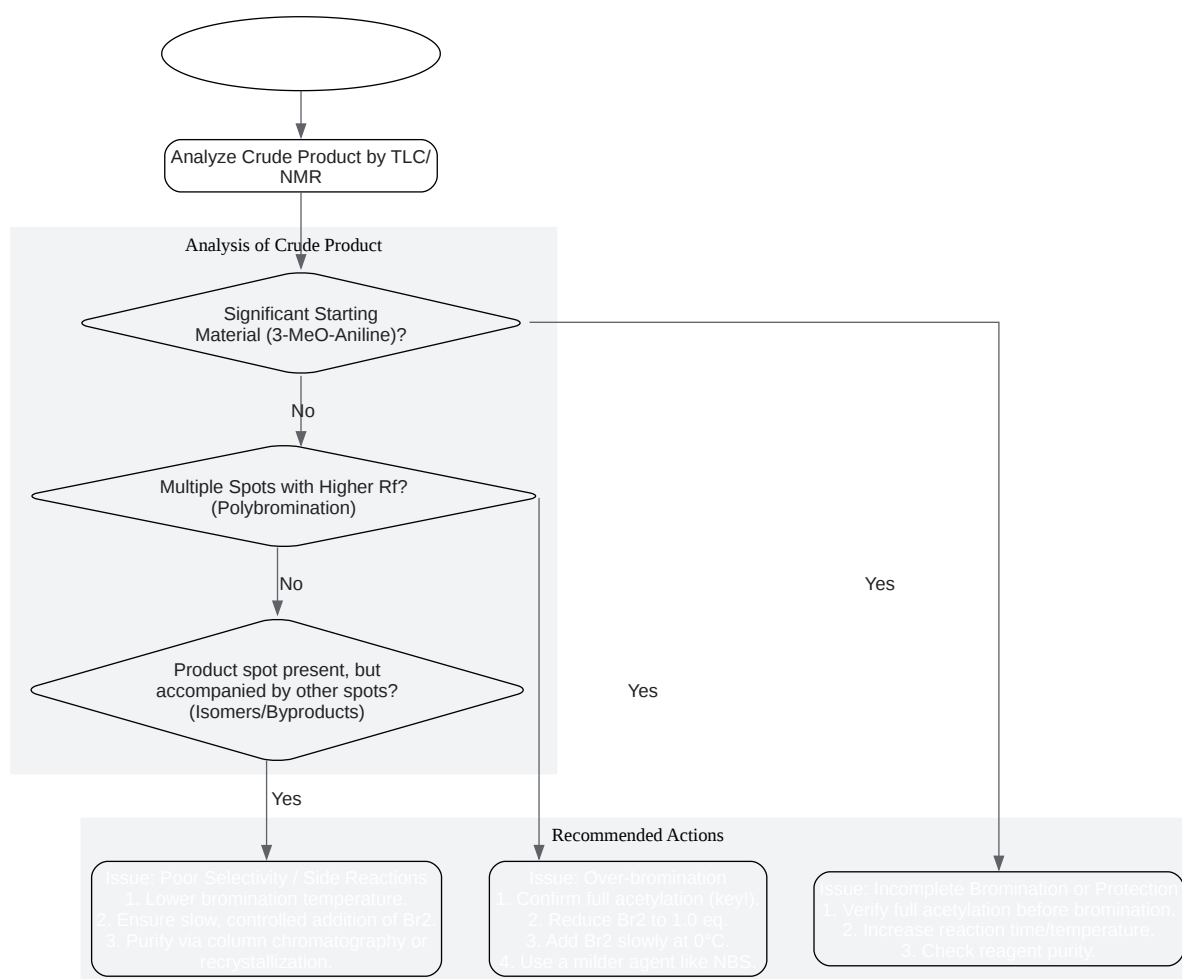 Analyze Crude Product by TLC/
NMR
Analysis of Crude Product
Significant Starting
Material (3-MeO-Aniline)?
No
Multiple Spots with Higher Rf?
(Polybromination)
No
Yes
Product spot present, but
accompanied by other spots?
(Isomers/Byproducts)
Yes
Yes
Recommended Actions
Issue: Poor Selectivity / Side Reactions
1. Lower bromination temperature.
2. Ensure slow, controlled addition of Br2.
3. Purify via column chromatography or
recrystallization.
Issue: Over-bromination
1. Confirm full acetylation (key!).
2. Reduce Br2 to 1.0 eq.
3. Add Br2 slowly at 0°C.
4. Use a milder agent like NBS.
Issue: Incomplete Bromination or Protection
1. Verify full acetylation before bromination.
2. Increase reaction time/temperature.
3. Check reagent purity.